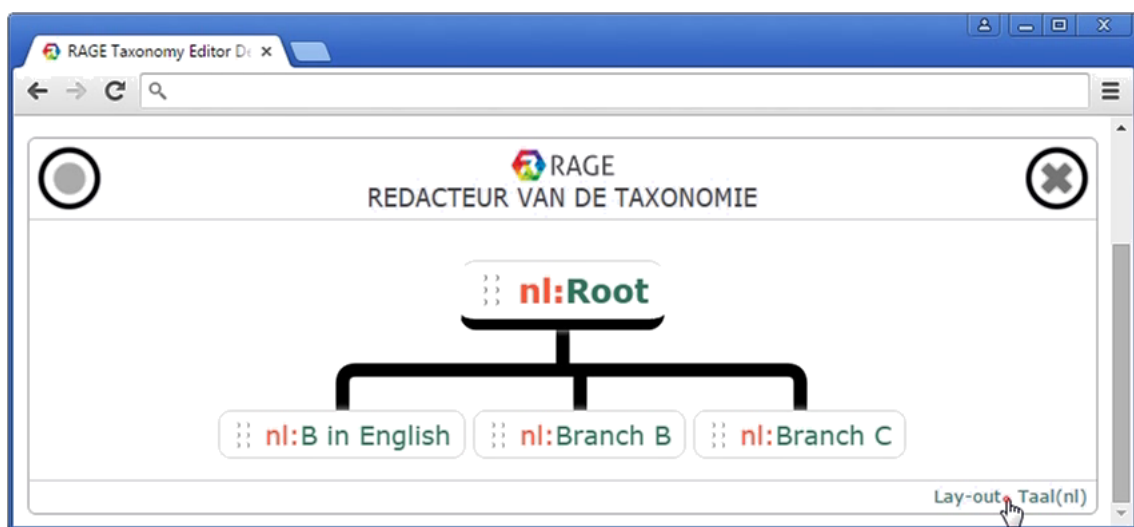 RAGE Taxonomy Editor De
RAGE
REDACTEUR VAN DE TAXONOMIE
nl:Root
nl:B in English
nl:Branch B
nl:Branch C
Lay-out Taal(nl)